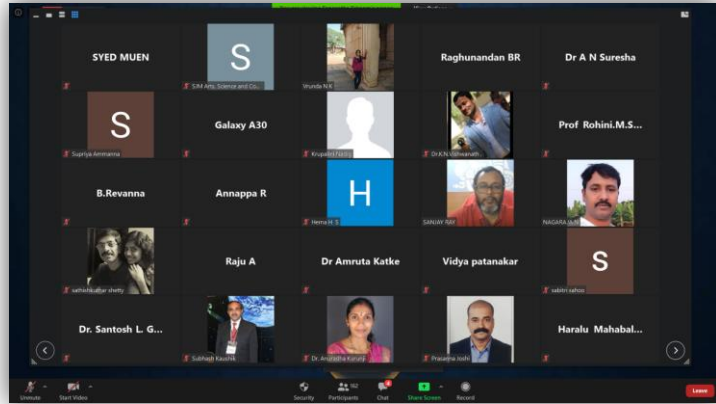 SYED MUEN
S
SJM Arts, Science and Co...
Vrunda N K
Raghunandan BR
Dr A N Suresha
S
Supriya Ammanna
Galaxy A30
Dr.K.N.Vishwanath
Prof Rohini.M.S...
B.Revanna
Annappa R
H
Hema H S
SANJAY RAY
NAGARAJA N
sathishkumar shetty
Raju A
Dr Amruta Katke
Vidya patanakar
S
sabitri sahoo
Dr. Santosh L. G...
Subhash Kaushik
Dr. Anuradha Kurunji
Prasanna Joshi
Haralu Mahabal...
Unmute
Start Video
Security
Participants
162
Chat
Share Screen
Record
Leave